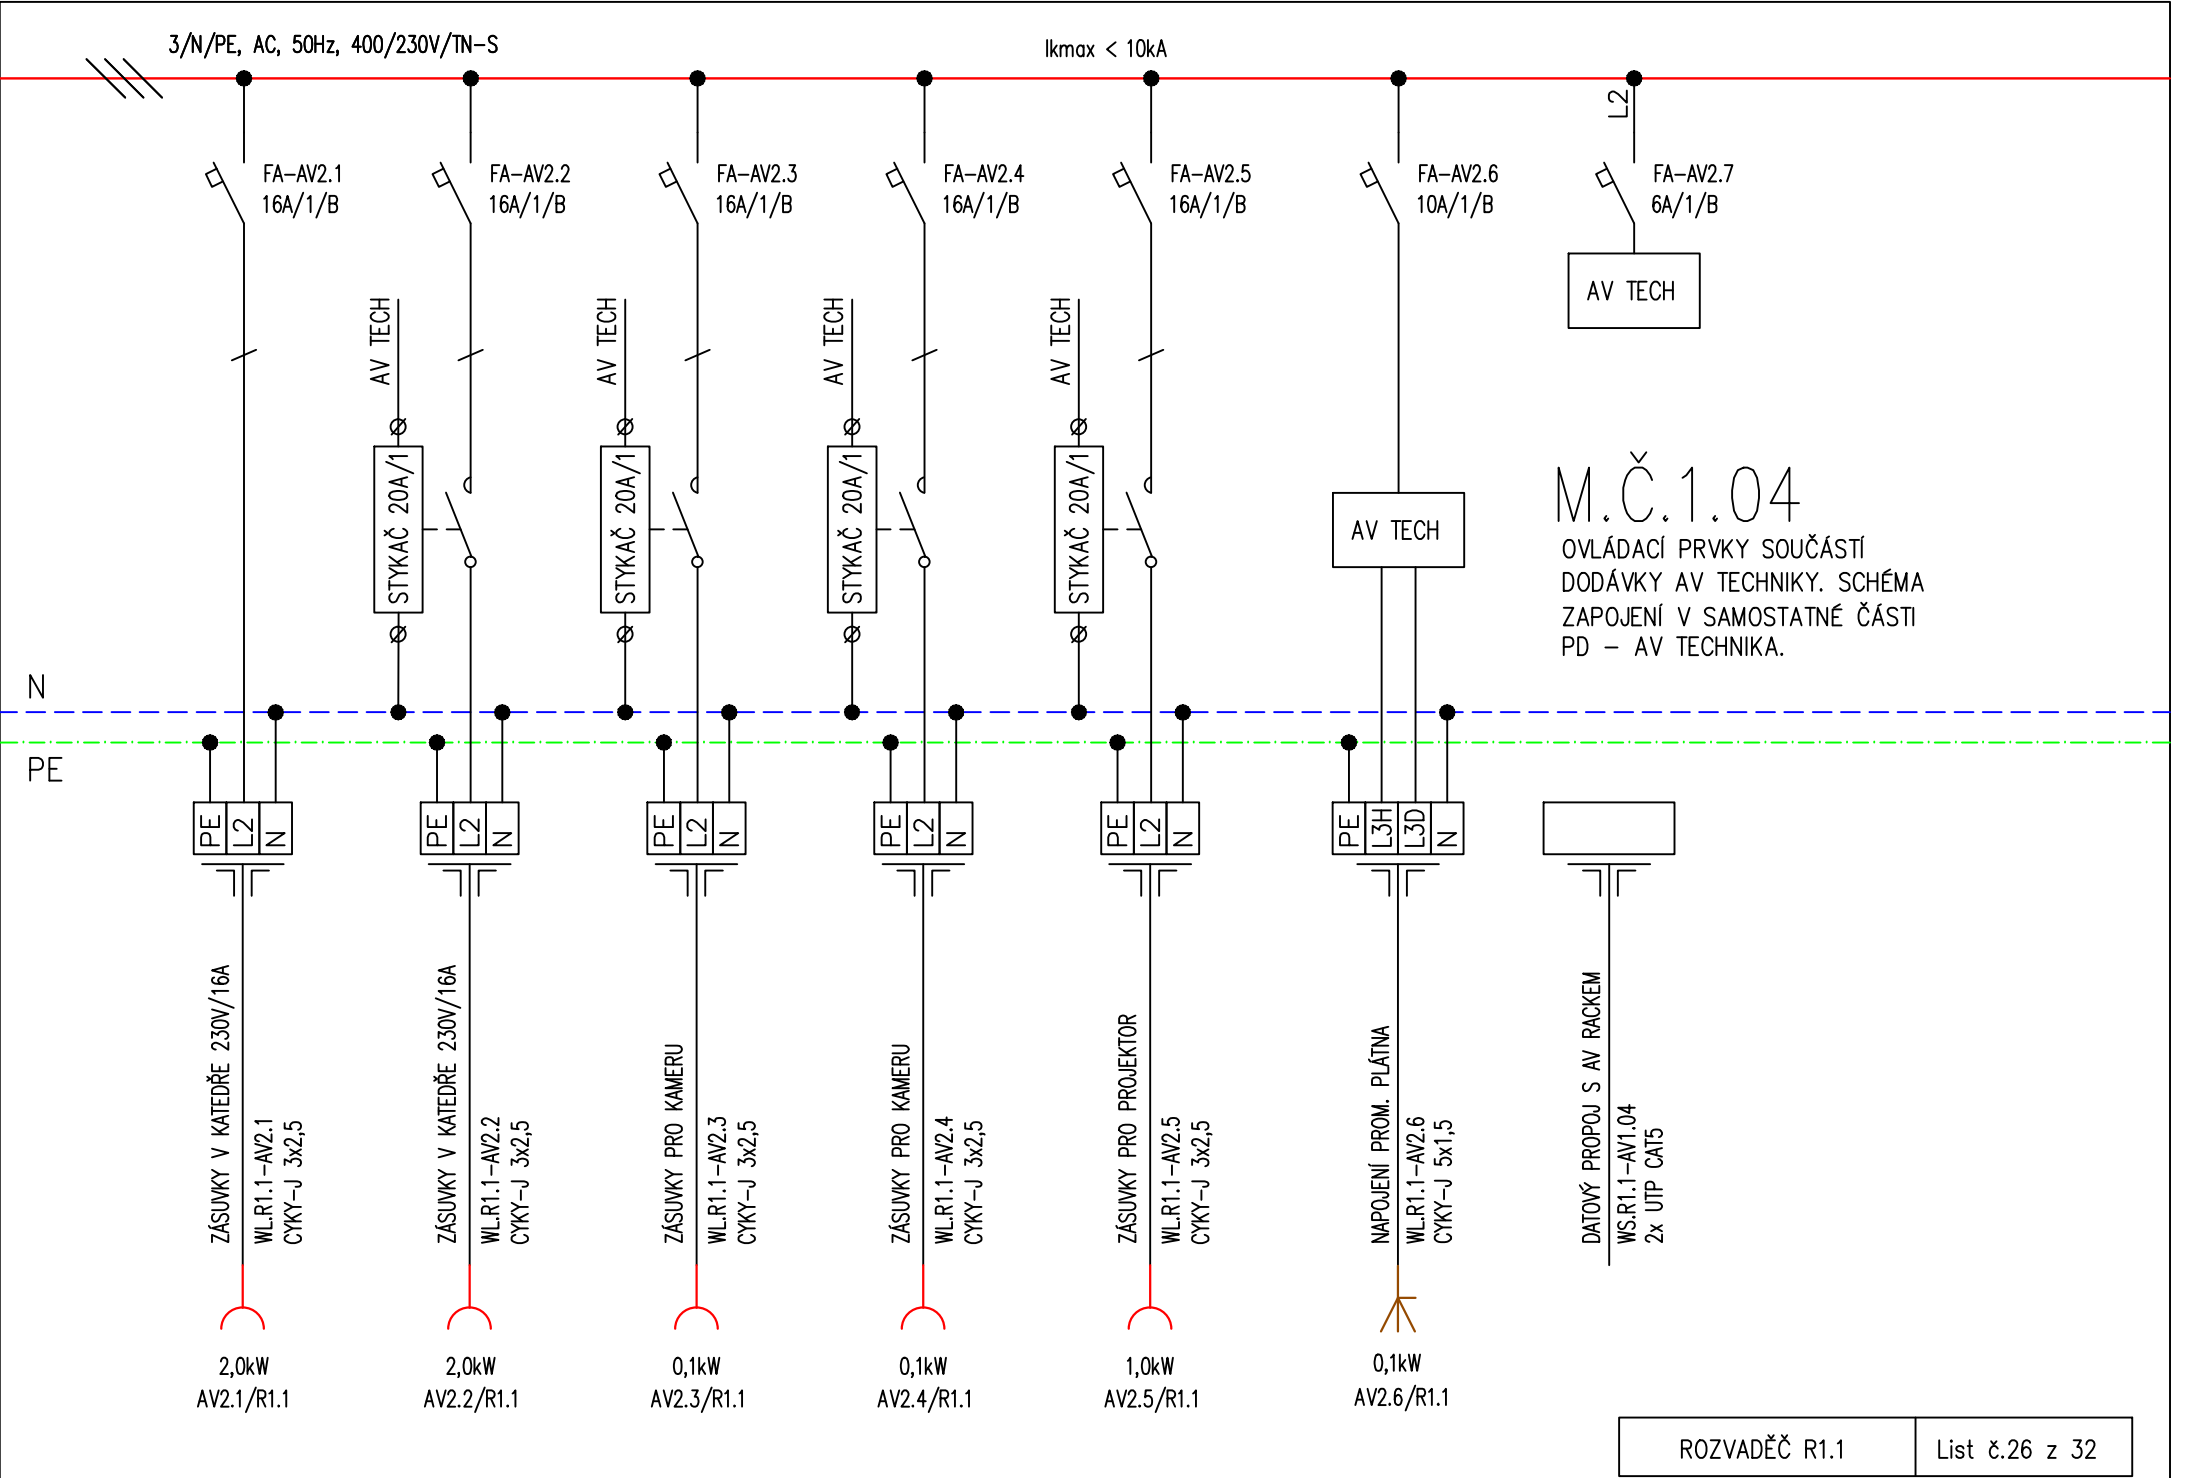 3/N/PE, AC, 50Hz, 400/230V/TN-S
Ikmax < 10kA
L2
FA-AV2.1
16A/1/B
FA-AV2.2
16A/1/B
FA-AV2.3
16A/1/B
FA-AV2.4
16A/1/B
FA-AV2.5
16A/1/B
FA-AV2.6
10A/1/B
FA-AV2.7
6A/1/B
AV TECH
AV TECH
AV TECH
AV TECH
AV TECH
STYKAČ 20A/1
STYKAČ 20A/1
STYKAČ 20A/1
STYKAČ 20A/1
AV TECH
M.Č.1.04
OVLÁDACÍ PRVKY SOUČÁSTÍ
DODÁVKY AV TECHNIKY. SCHÉMA
ZAPOJENÍ V SAMOSTATNÉ ČÁSTI
PD - AV TECHNIKA.
N
PE
PE L2 N
PE L2 N
PE L2 N
PE L2 N
PE L2 N
PE L3H L3D N
ZÁSUVKY V KATEDŘE 230V/16A
WL.R1.1-AV2.1
CYKY-J 3x2,5
ZÁSUVKY V KATEDŘE 230V/16A
WL.R1.1-AV2.2
CYKY-J 3x2,5
ZÁSUVKY PRO KAMERU
WL.R1.1-AV2.3
CYKY-J 3x2,5
ZÁSUVKY PRO KAMERU
WL.R1.1-AV2.4
CYKY-J 3x2,5
ZÁSUVKY PRO PROJEKTOR
WL.R1.1-AV2.5
CYKY-J 3x2,5
NAPOJENÍ PROM. PLÁTNA
WL.R1.1-AV2.6
CYKY-J 5x1,5
DATOVÝ PROPOJ S AV RACKEM
WS.R1.1-AV1.04
2x UTP CAT5
2,0kW
AV2.1/R1.1
2,0kW
AV2.2/R1.1
0,1kW
AV2.3/R1.1
0,1kW
AV2.4/R1.1
1,0kW
AV2.5/R1.1
0,1kW
AV2.6/R1.1
ROZVADĚČ R1.1
List č.26 z 32